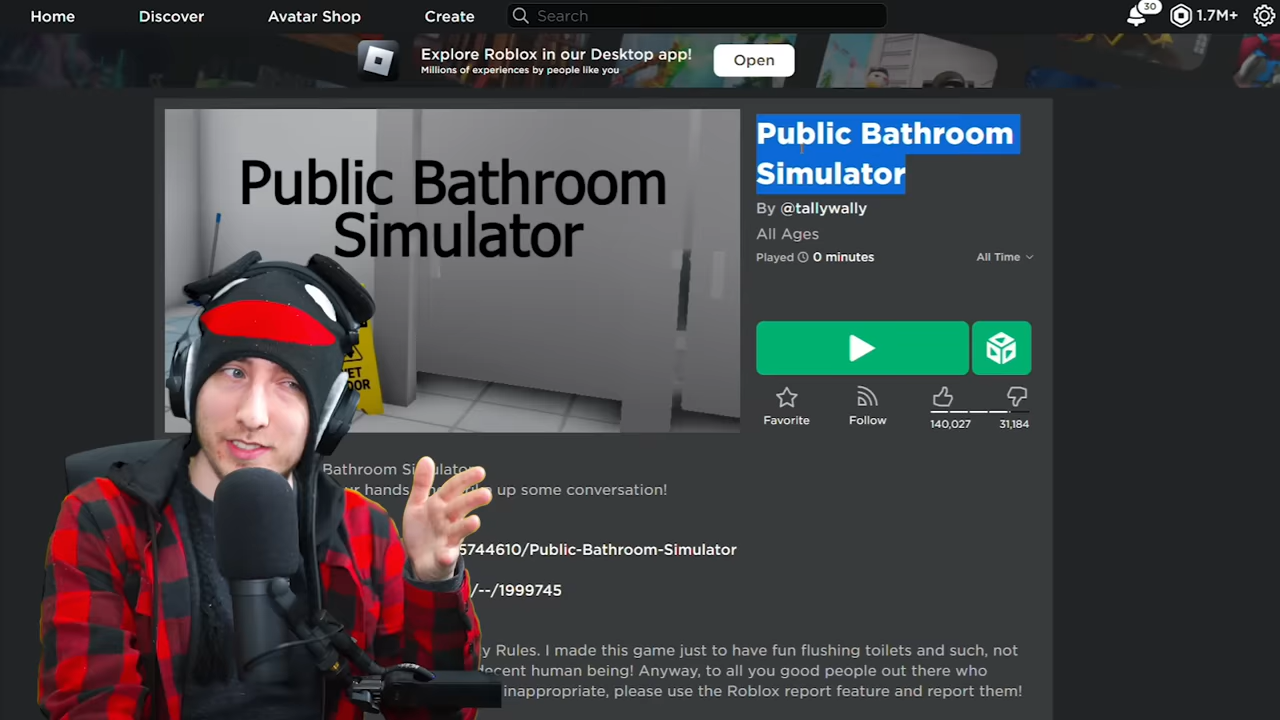 Home Discover Avatar Shop Create Search 30 1.7M+
Explore Roblox in our Desktop app!
Millions of experiences by people like you
Open
Public Bathroom
Simulator
Public Bathroom
Simulator
By @tallywally
All Ages
Played 0 minutes All Time
Favorite Follow 140,027 31,184
Bathroom Simulator
hands up some conversation!
5744610/Public-Bathroom-Simulator
/--/1999745
y Rules. I made this game just to have fun flushing toilets and such, not
decent human being! Anyway, to all you good people out there who
inappropriate, please use the Roblox report feature and report them!